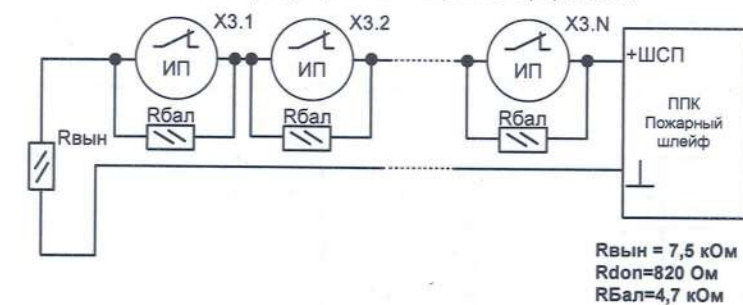 X3.1
X3.2
X3.N
ИП
ИП
ИП
+ШСП
Rбал
Rбал
Rбал
Rвын
ППК
Пожарный
шлейф
Rвын = 7,5 кОм
Rdon=820 Ом
RБал=4,7 кОм